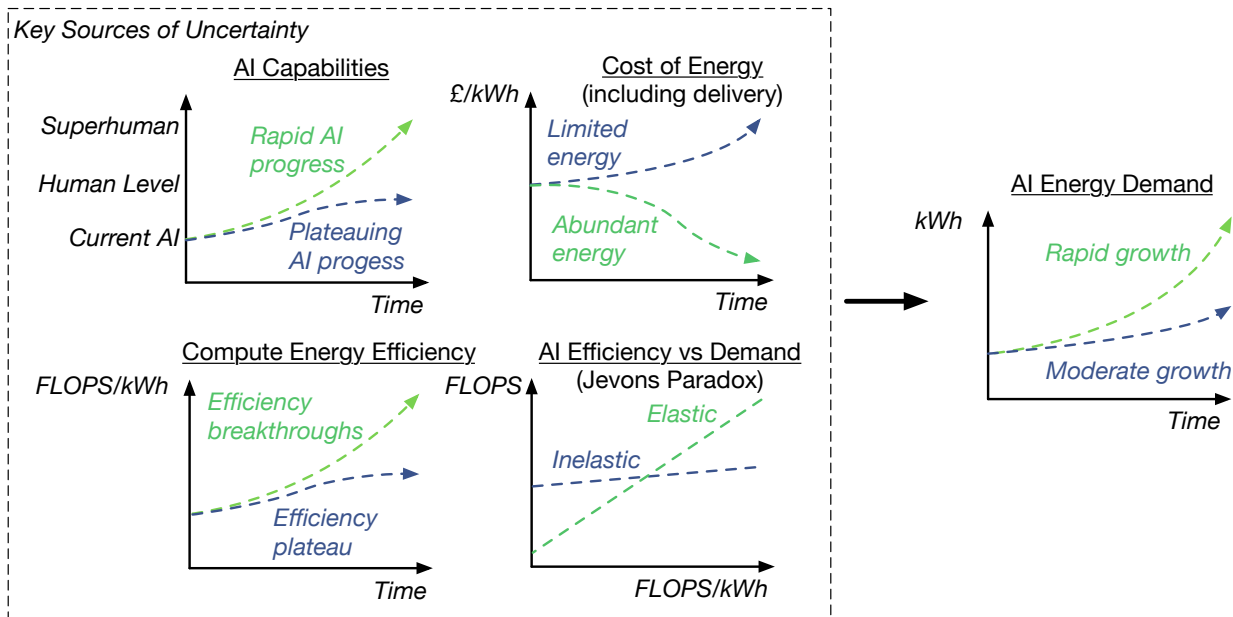 Key Sources of Uncertainty
AI Capabilities
Superhuman
Human Level
Current AI
Rapid AI
progress
Plateauing
AI progess
Time
Cost of Energy
(including delivery)
£/kWh
Limited
energy
Abundant
energy
Time
Compute Energy Efficiency
FLOPS/kWh
Efficiency
breakthroughs
Efficiency
plateau
Time
AI Efficiency vs Demand
(Jevons Paradox)
FLOPS
Elastic
Inelastic
FLOPS/kWh
AI Energy Demand
kWh
Rapid growth
Moderate growth
Time